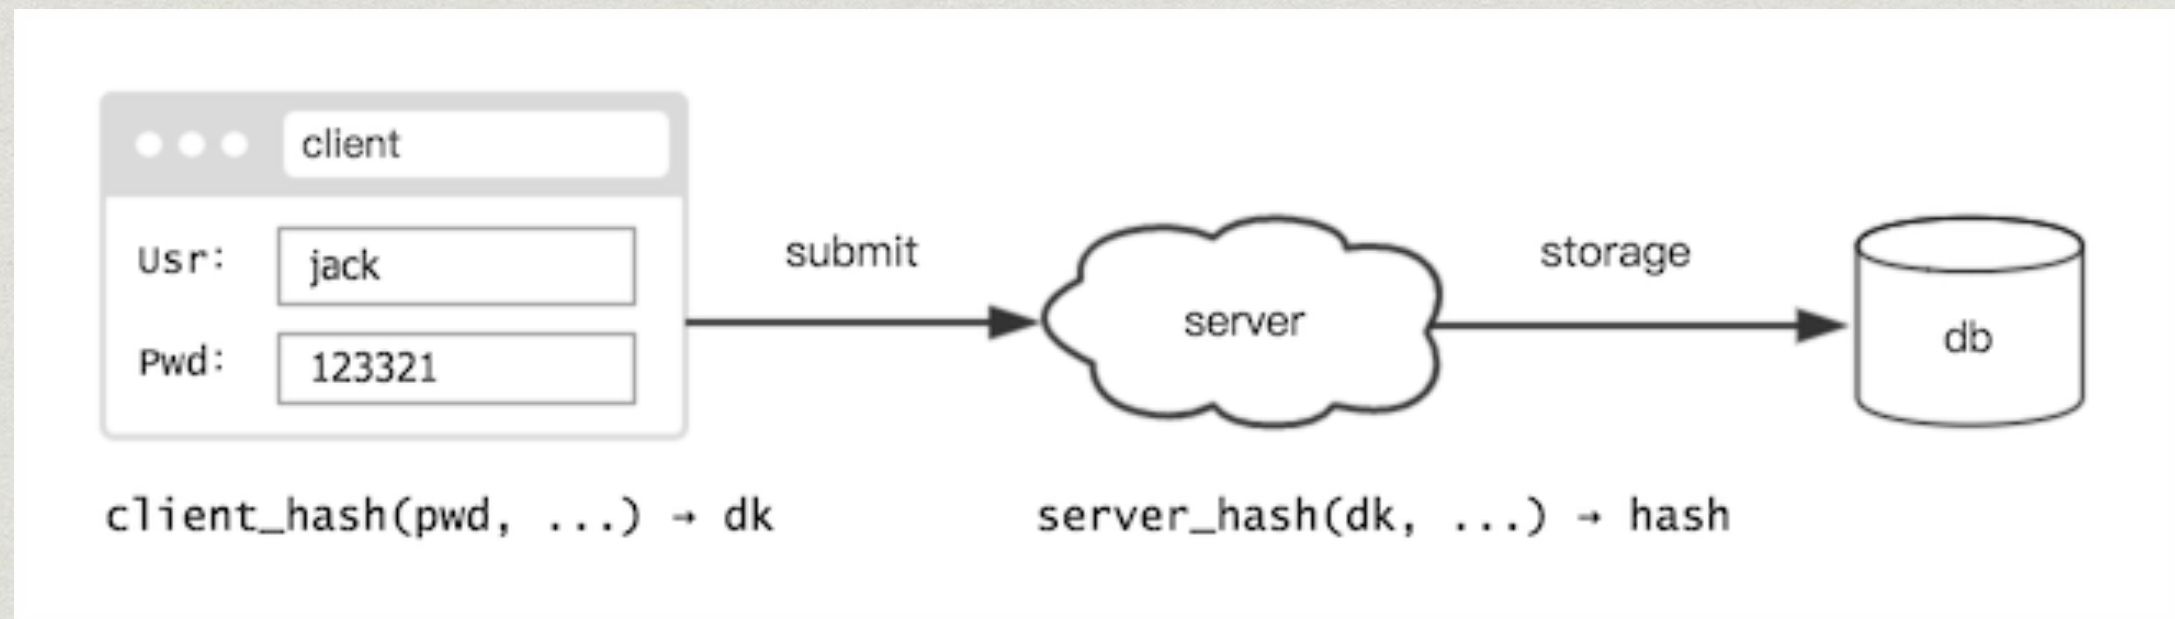 client
Usr: jack
Pwd: 123321
submit
server
storage
db
client_hash(pwd, ...) → dk
server_hash(dk, ...) → hash